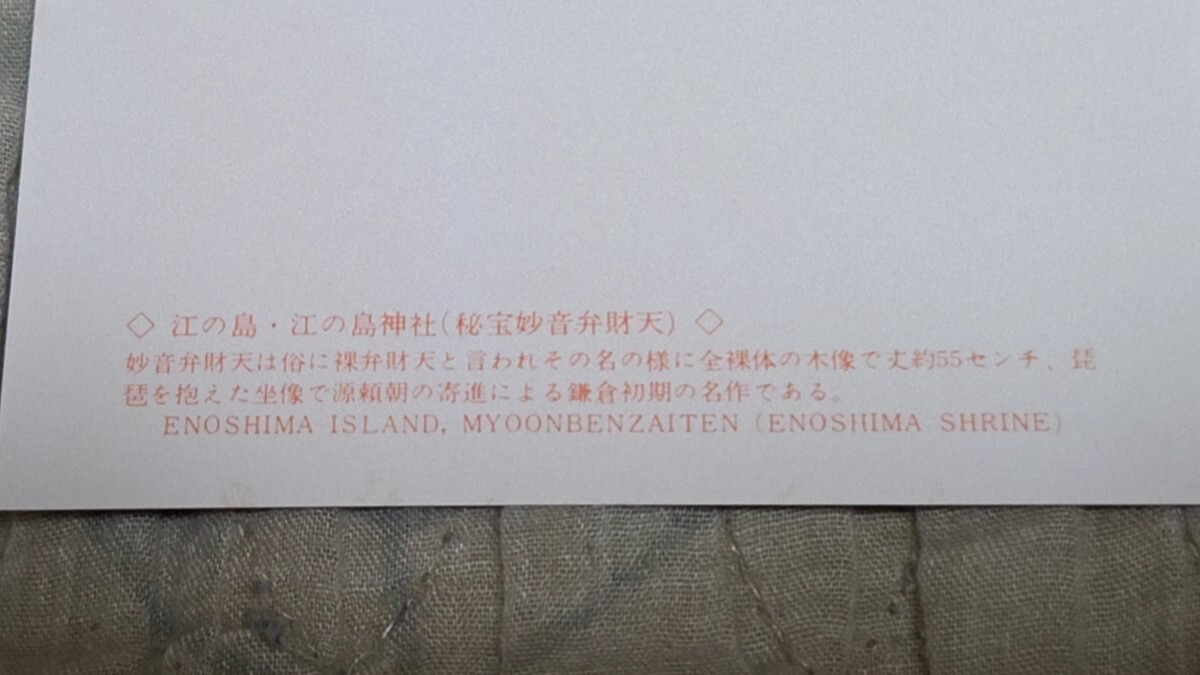 ◇ 江の島・江の島神社(秘宝妙音弁財天) ◇
妙音弁財天は俗に裸弁財天と言われその名の様に全裸体の木像で丈約55センチ、琵
琶を抱えた坐像で源頼朝の寄進による鎌倉初期の名作である。
ENOSHIMA ISLAND, MYOONBENZAITEN (ENOSHIMA SHRINE)